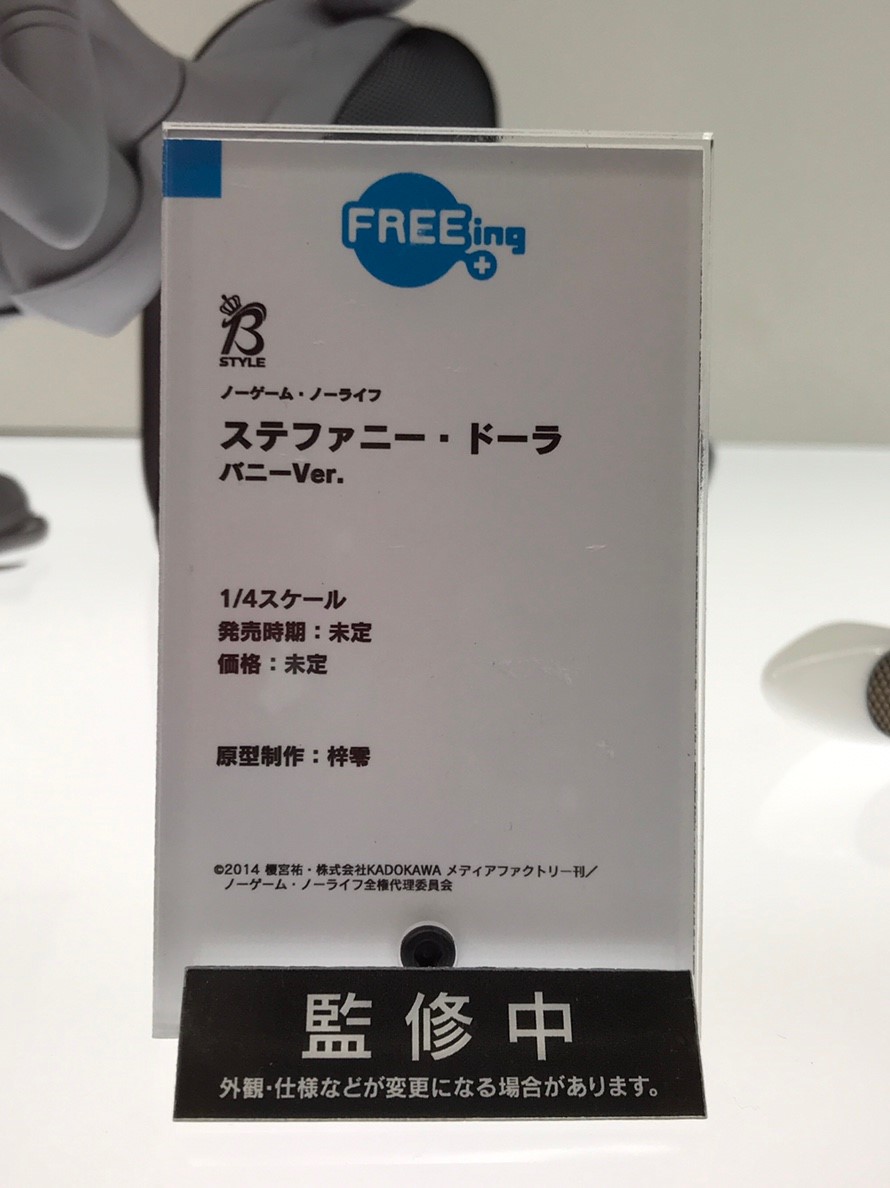 FREEing
B
STYLE
ノーゲーム・ノーライフ
ステファニー・ドーラ
バニーVer.
1/4スケール
発売時期：未定
価格：未定
原型制作：梓零
©2014 榎宮祐・株式会社KADOKAWA メディアファクトリー刊／
ノーゲーム・ノーライフ全権代理委員会
監修中
外観・仕様などが変更になる場合があります。